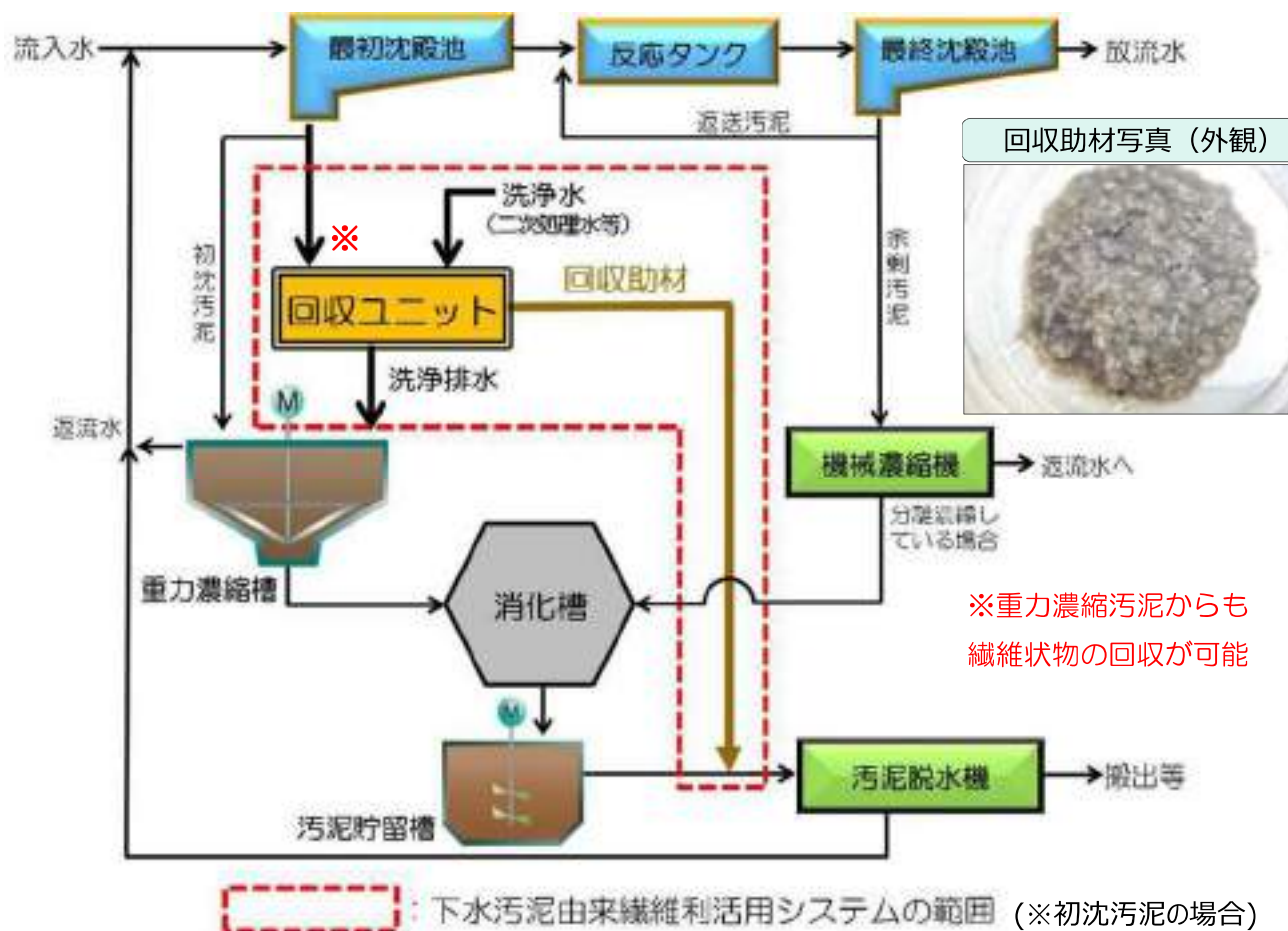 流入水
最初沈殿池
反応タンク
最終沈殿池
放流水
返送汚泥
回収助材写真（外観）
洗浄水
（二次処理水等）
※
初沈汚泥
余剰汚泥
回収助材
回収ユニット
洗浄排水
M
返流水
機械濃縮機
返流水へ
分離濃縮し
ている場合
重力濃縮槽
消化槽
※重力濃縮汚泥からも
繊維状物の回収が可能
M
汚泥脱水機
搬出等
汚泥貯留槽
：下水汚泥由来繊維利活用システムの範囲 (※初沈汚泥の場合)